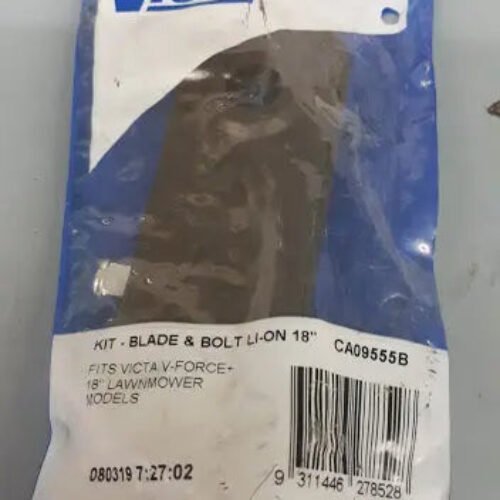 KIT - BLADE & BOLT LI-ON 18" CA09555B
FITS VICTA V-FORCE+
18" LAWNMOWER
MODELS
080319 7:27:02
9 311446 278528